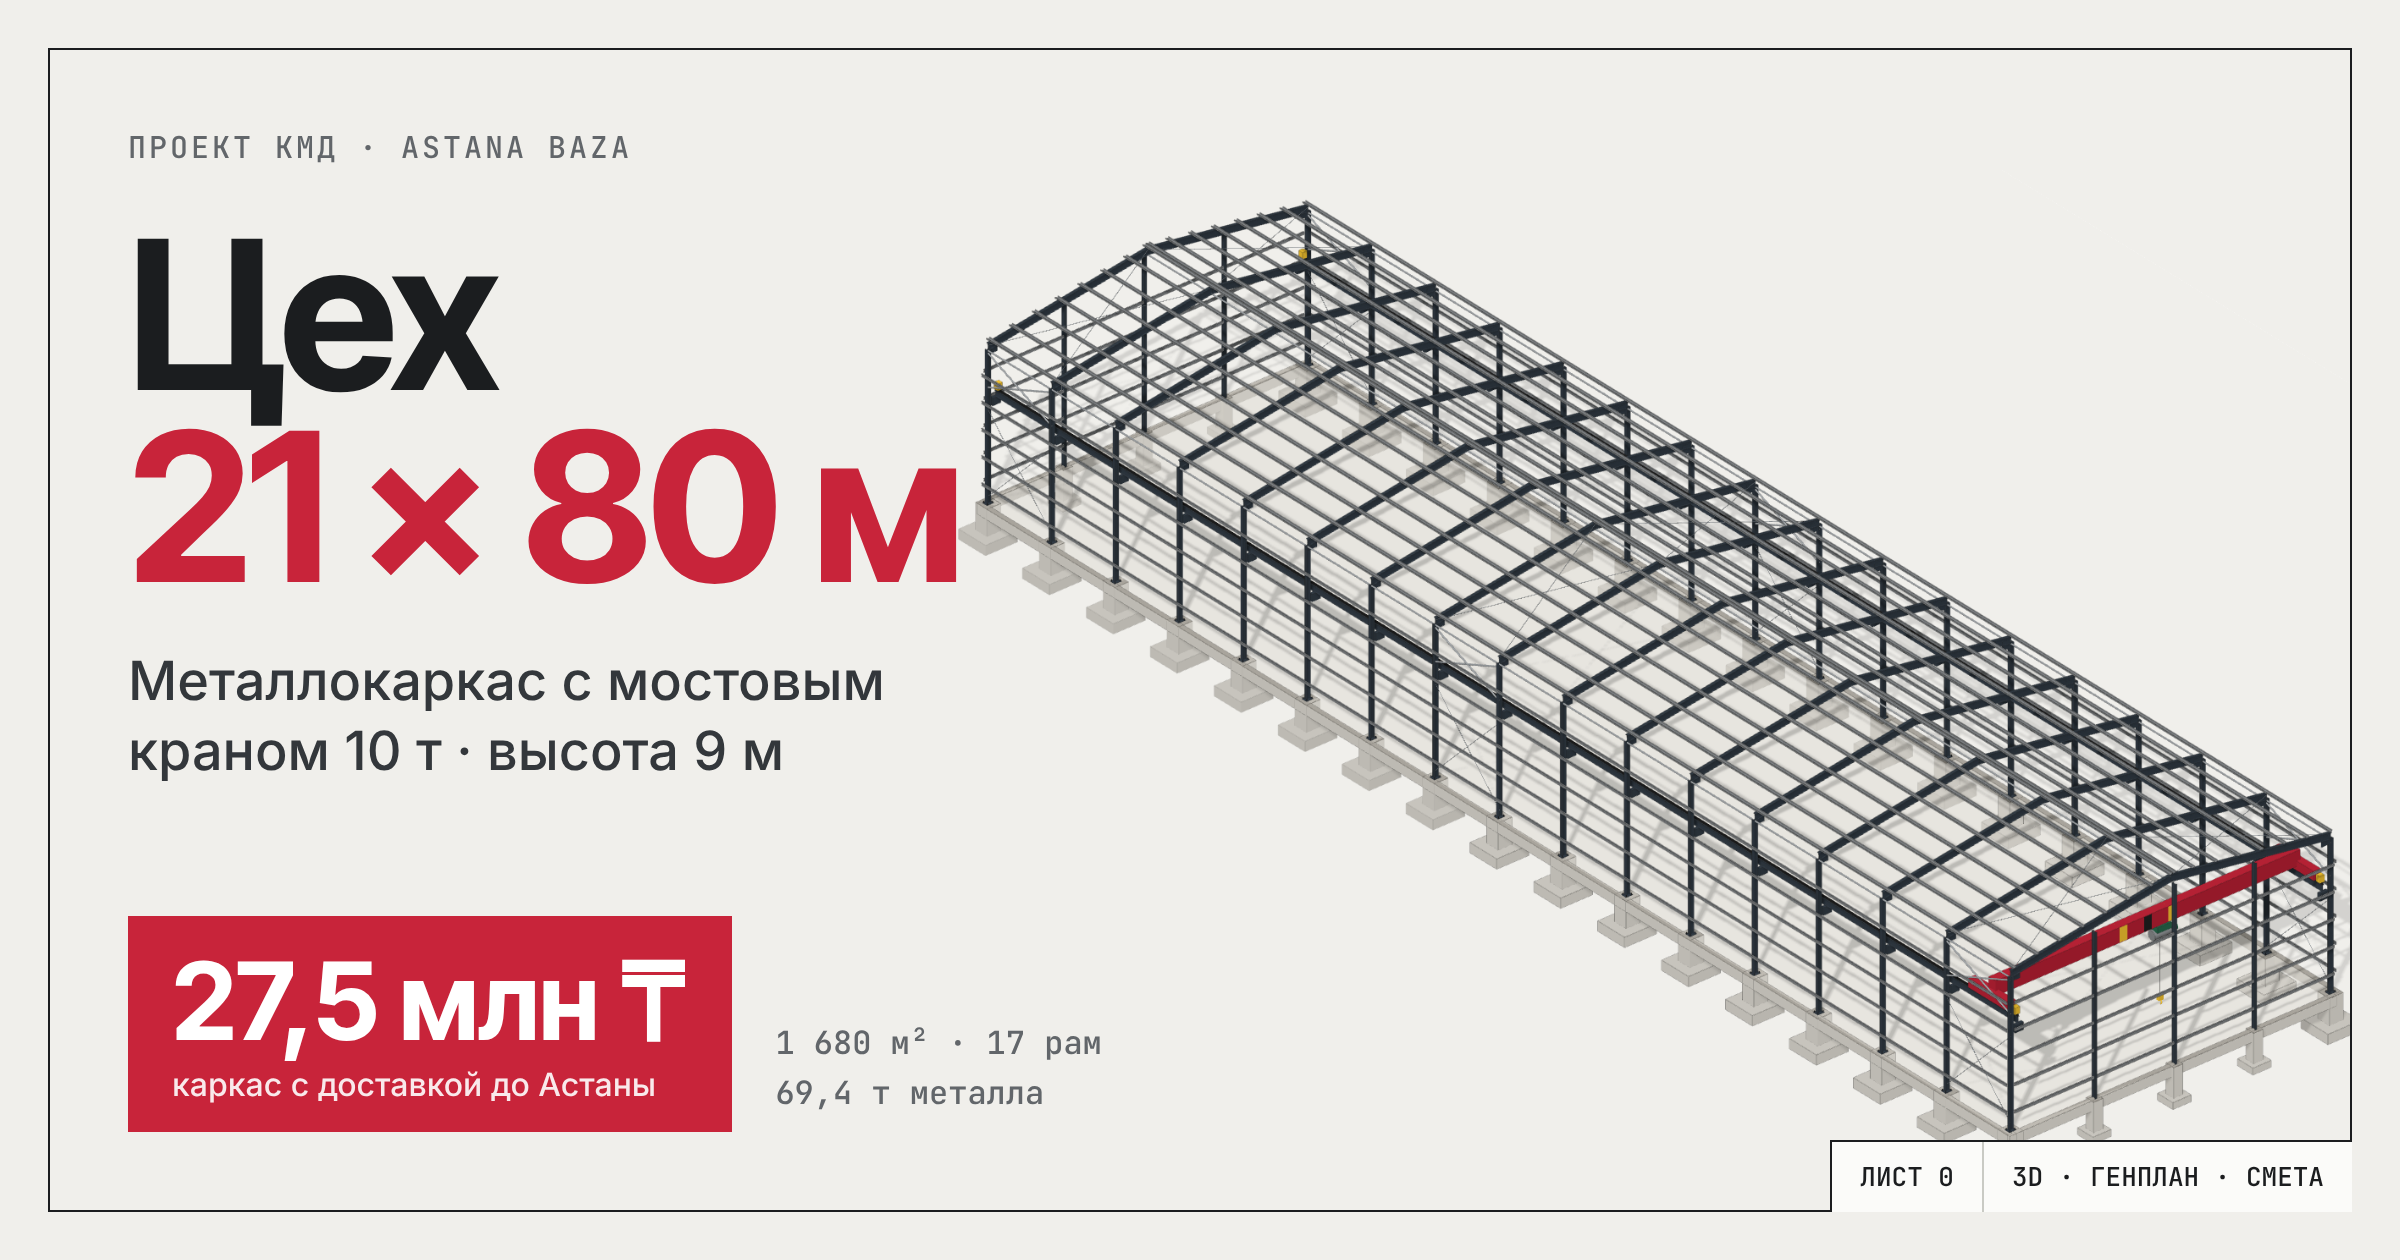 ПРОЕКТ КМД · ASTANA BAZA
Цех
21 × 80 м
Металлокаркас с мостовым
краном 10 т · высота 9 м
27,5 млн ₸
каркас с доставкой до Астаны
1 680 м² · 17 рам
69,4 т металла
ЛИСТ 0
3D · ГЕНПЛАН · СМЕТА